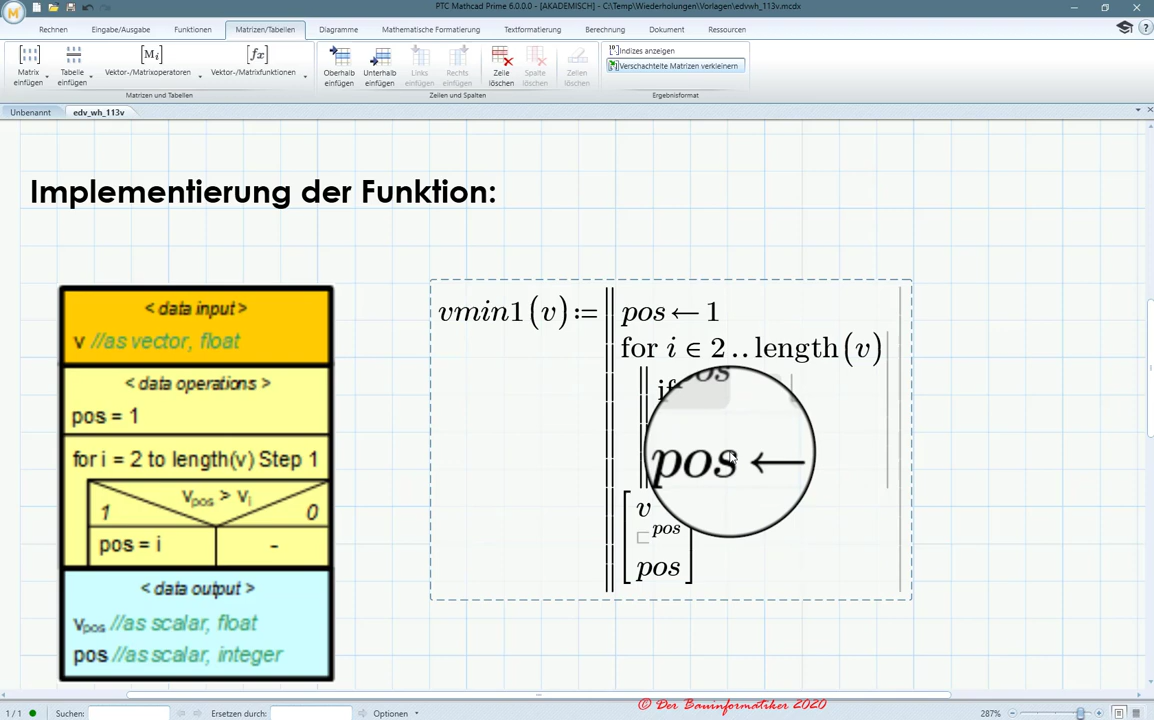 PTC Mathcad Prime 6.0.0.0 - [AKADEMISCH] - C:\Temp\Wiederholungen\Vorlagen\edvwh_113v.mcdx
Rechnen Eingabe/Ausgabe Funktionen Matrizen/Tabellen Diagramme Mathematische Formatierung Textformatierung Berechnung Dokument Ressourcen
Matrix einfügen
Tabelle einfügen
Vektor-/Matrixoperatoren
Vektor-/Matrixfunktionen
Matrizen und Tabellen
Oberhalb einfügen
Unterhalb einfügen
Links einfügen
Rechts einfügen
Zeile löschen
Spalte löschen
Zeilen löschen
Zeilen und Spalten
Indizes anzeigen
Verschachtelte Matrizen verkleinern
Ergebnisformat
Unbenannt edv_wh_113v
Implementierung der Funktion:
< data input >
v //as vector, float
< data operations >
pos = 1
for i = 2 to length(v) Step 1
vpos > vi
1 0
pos = i -
< data output >
vpos //as scalar, float
pos //as scalar, integer
vmin1(v):= pos←1
for i ∈ 2..length(v)
if
pos ←
v pos
pos
© Der Bauinformatiker 2020
1 / 1 Suchen: Ersetzen durch: Optionen 287%